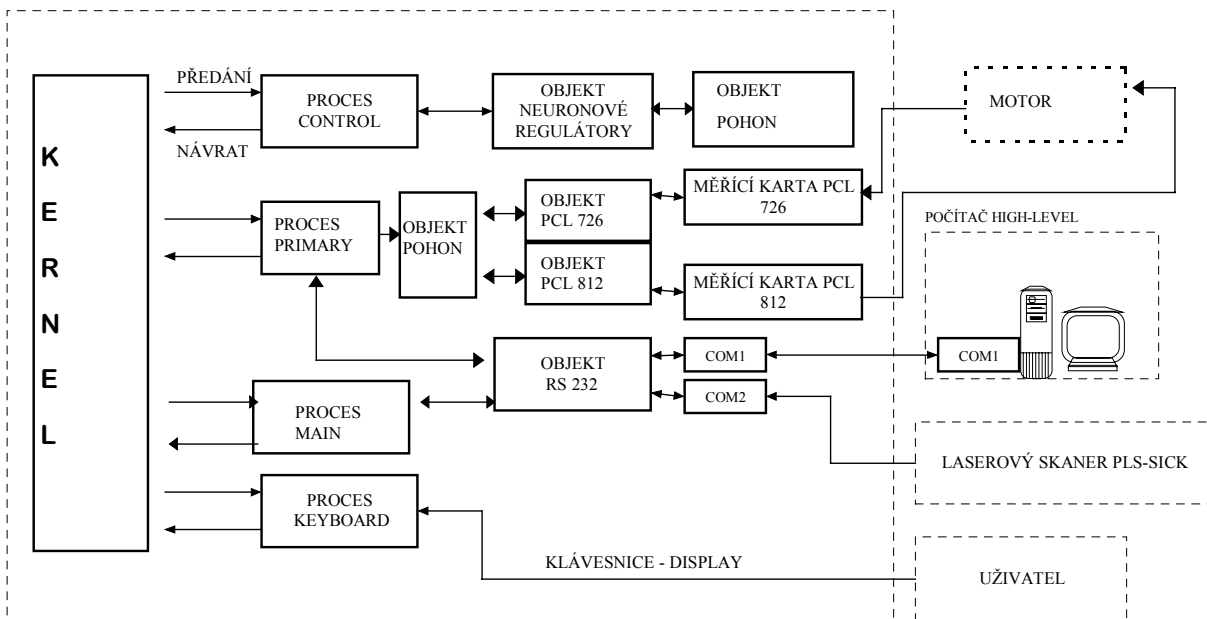 KERNEL
PŘEDÁNÍ
NÁVRAT
PROCES
CONTROL
OBJEKT
NEURONOVÉ
REGULÁTORY
OBJEKT
POHON
MOTOR
PROCES
PRIMARY
OBJEKT
POHON
OBJEKT
PCL 726
MĚŘÍCÍ KARTA PCL
726
OBJEKT
PCL 812
MĚŘÍCÍ KARTA PCL
812
POČÍTAČ HIGH-LEVEL
COM1
OBJEKT
RS 232
COM1
COM2
PROCES
MAIN
LASEROVÝ SKANER PLS-SICK
PROCES
KEYBOARD
KLÁVESNICE - DISPLAY
UŽIVATEL